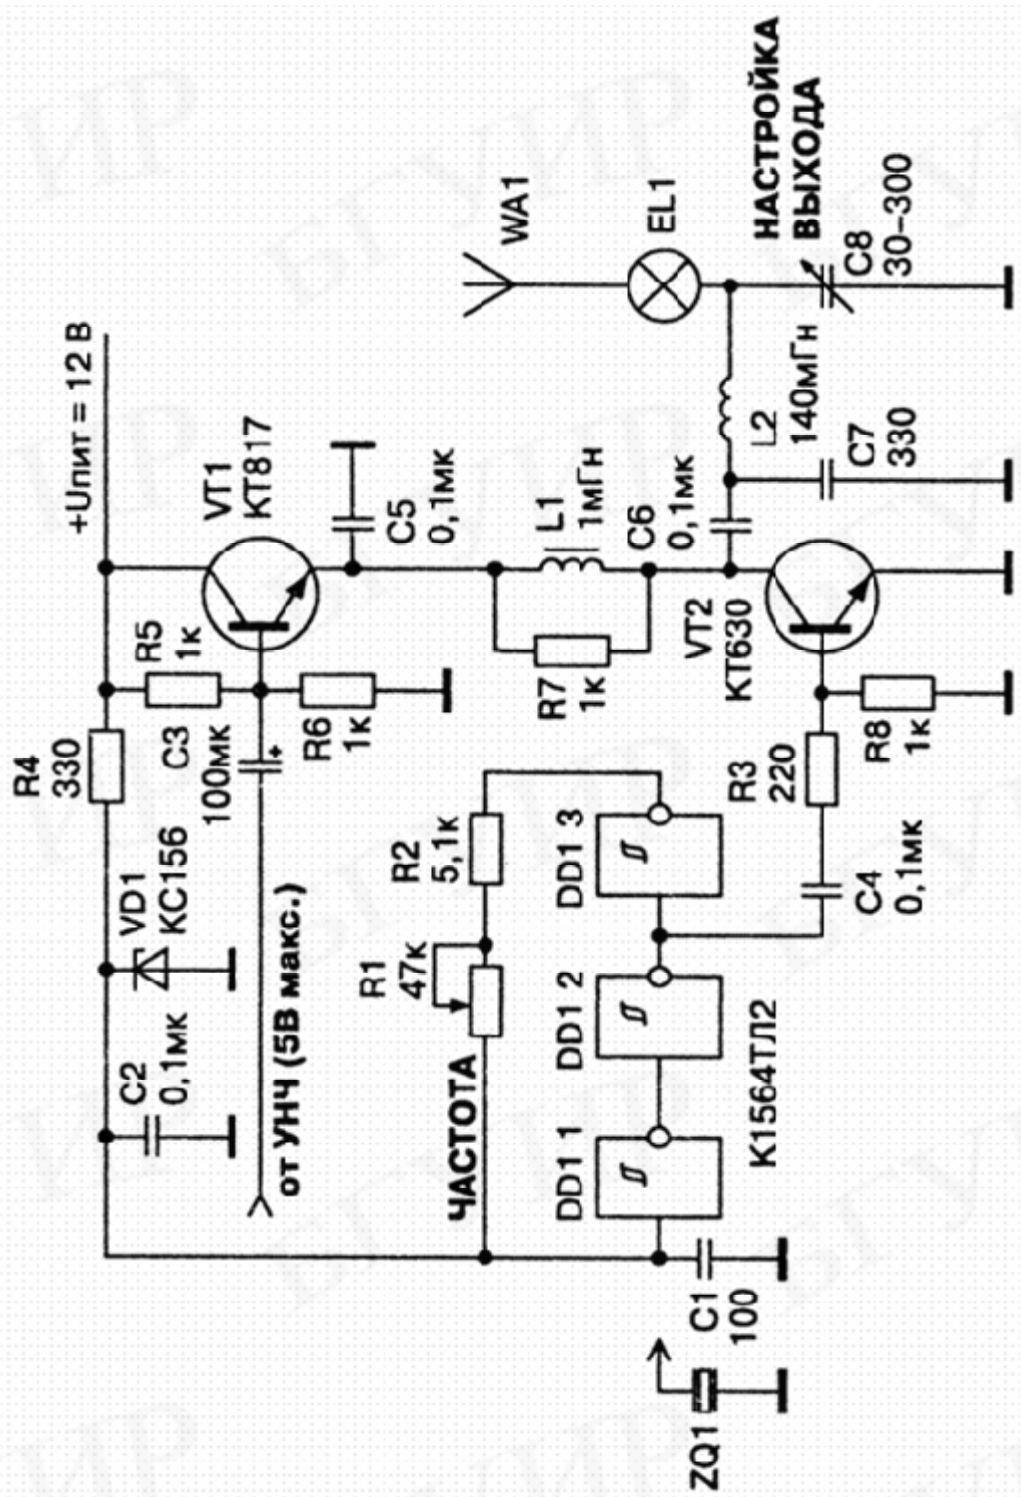 +Uпит = 12 В
R4
330
VD1
КС156
C2
0,1мк
R5
1к
VT1
КТ817
C3
100мк
от УНЧ (5В макс.)
R6
1к
C5
0,1мк
R1
47к
ЧАСТОТА
R2
5,1к
R7
1к
L1
1мГн
WA1
DD1 1
DD1 2
DD1 3
К1564ТЛ2
C6
0,1мк
EL1
ZQ1
C1
100
R3
220
VT2
КТ630
L2
140мГн
НАСТРОЙКА
ВЫХОДА
C4
0,1мк
R8
1к
C7
330
C8
30–300